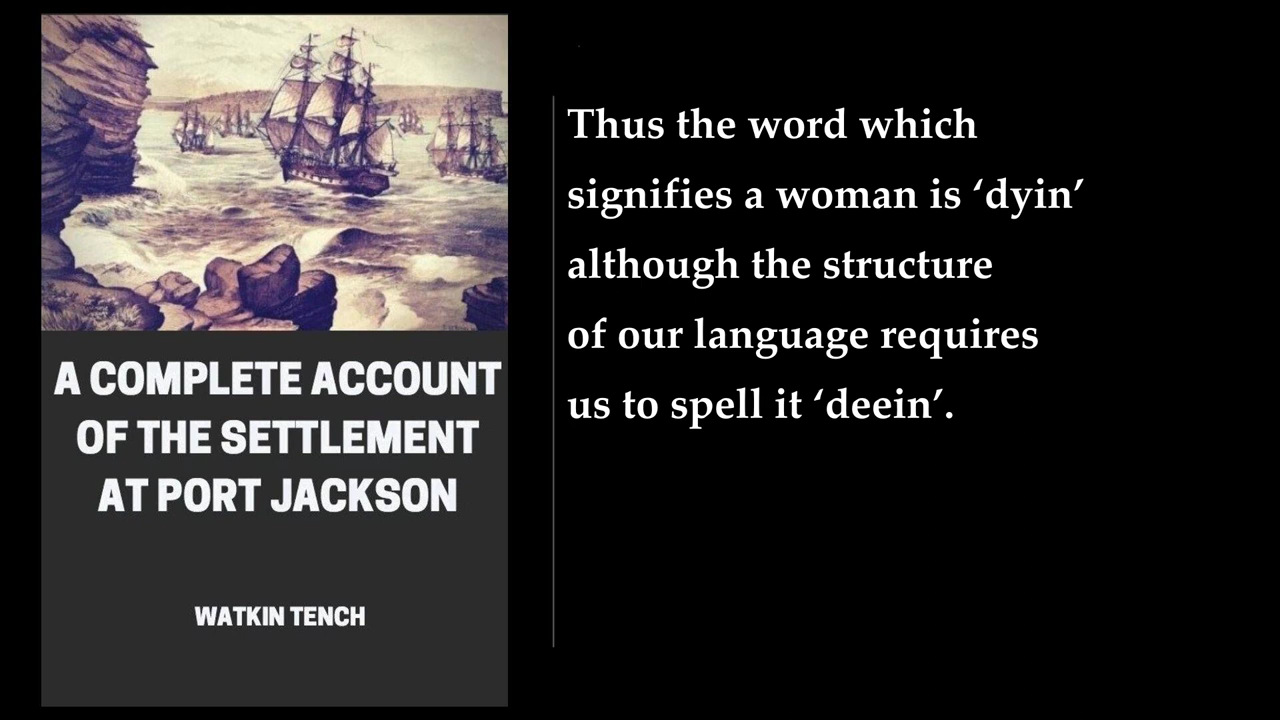 A COMPLETE ACCOUNT
OF THE SETTLEMENT
AT PORT JACKSON
WATKIN TENCH
Thus the word which
signifies a woman is ‘dyin’
although the structure
of our language requires
us to spell it ‘deein’.